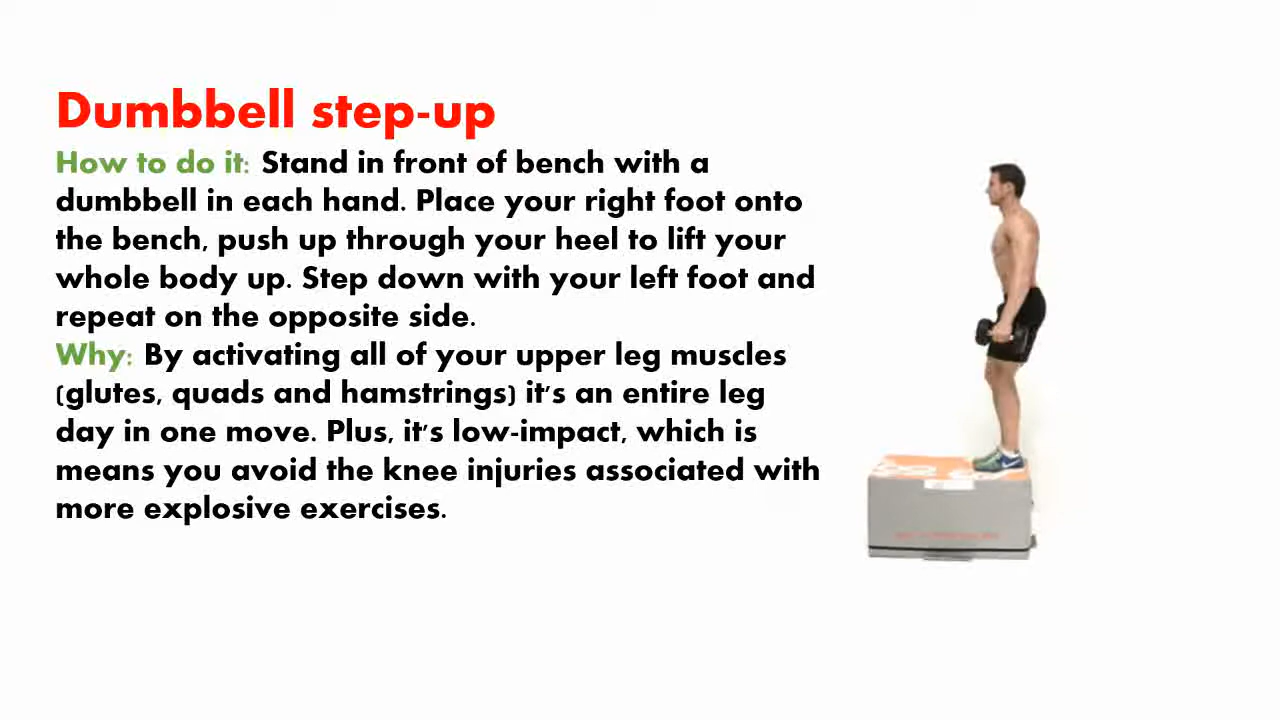 Dumbbell step-up
How to do it: Stand in front of bench with a
dumbbell in each hand. Place your right foot onto
the bench, push up through your heel to lift your
whole body up. Step down with your left foot and
repeat on the opposite side.
Why: By activating all of your upper leg muscles
(glutes, quads and hamstrings) it's an entire leg
day in one move. Plus, it's low-impact, which is
means you avoid the knee injuries associated with
more explosive exercises.